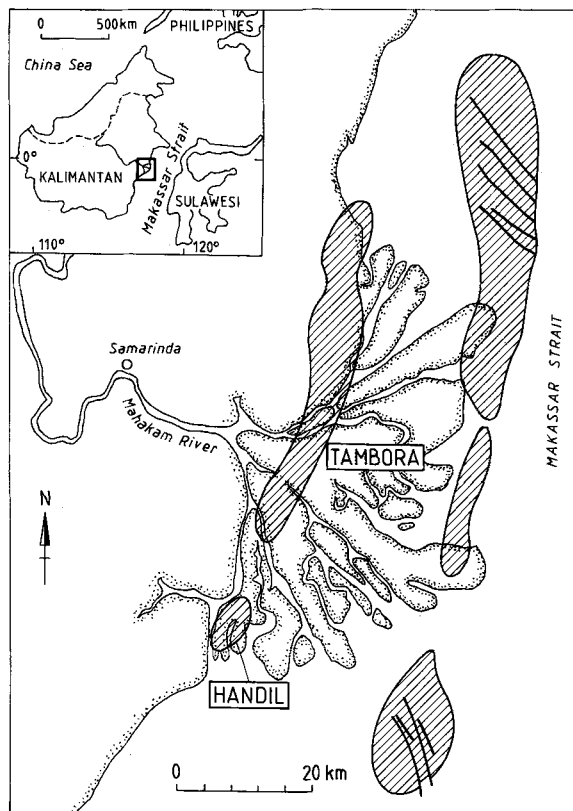 0 500km
PHILIPPINES
China Sea
0°
KALIMANTAN
Makassar Strait
SULAWESI
110°
120°
Samarinda
Mahakam River
MAKASSAR STRAIT
TAMBORA
N
HANDIL
0 20 km